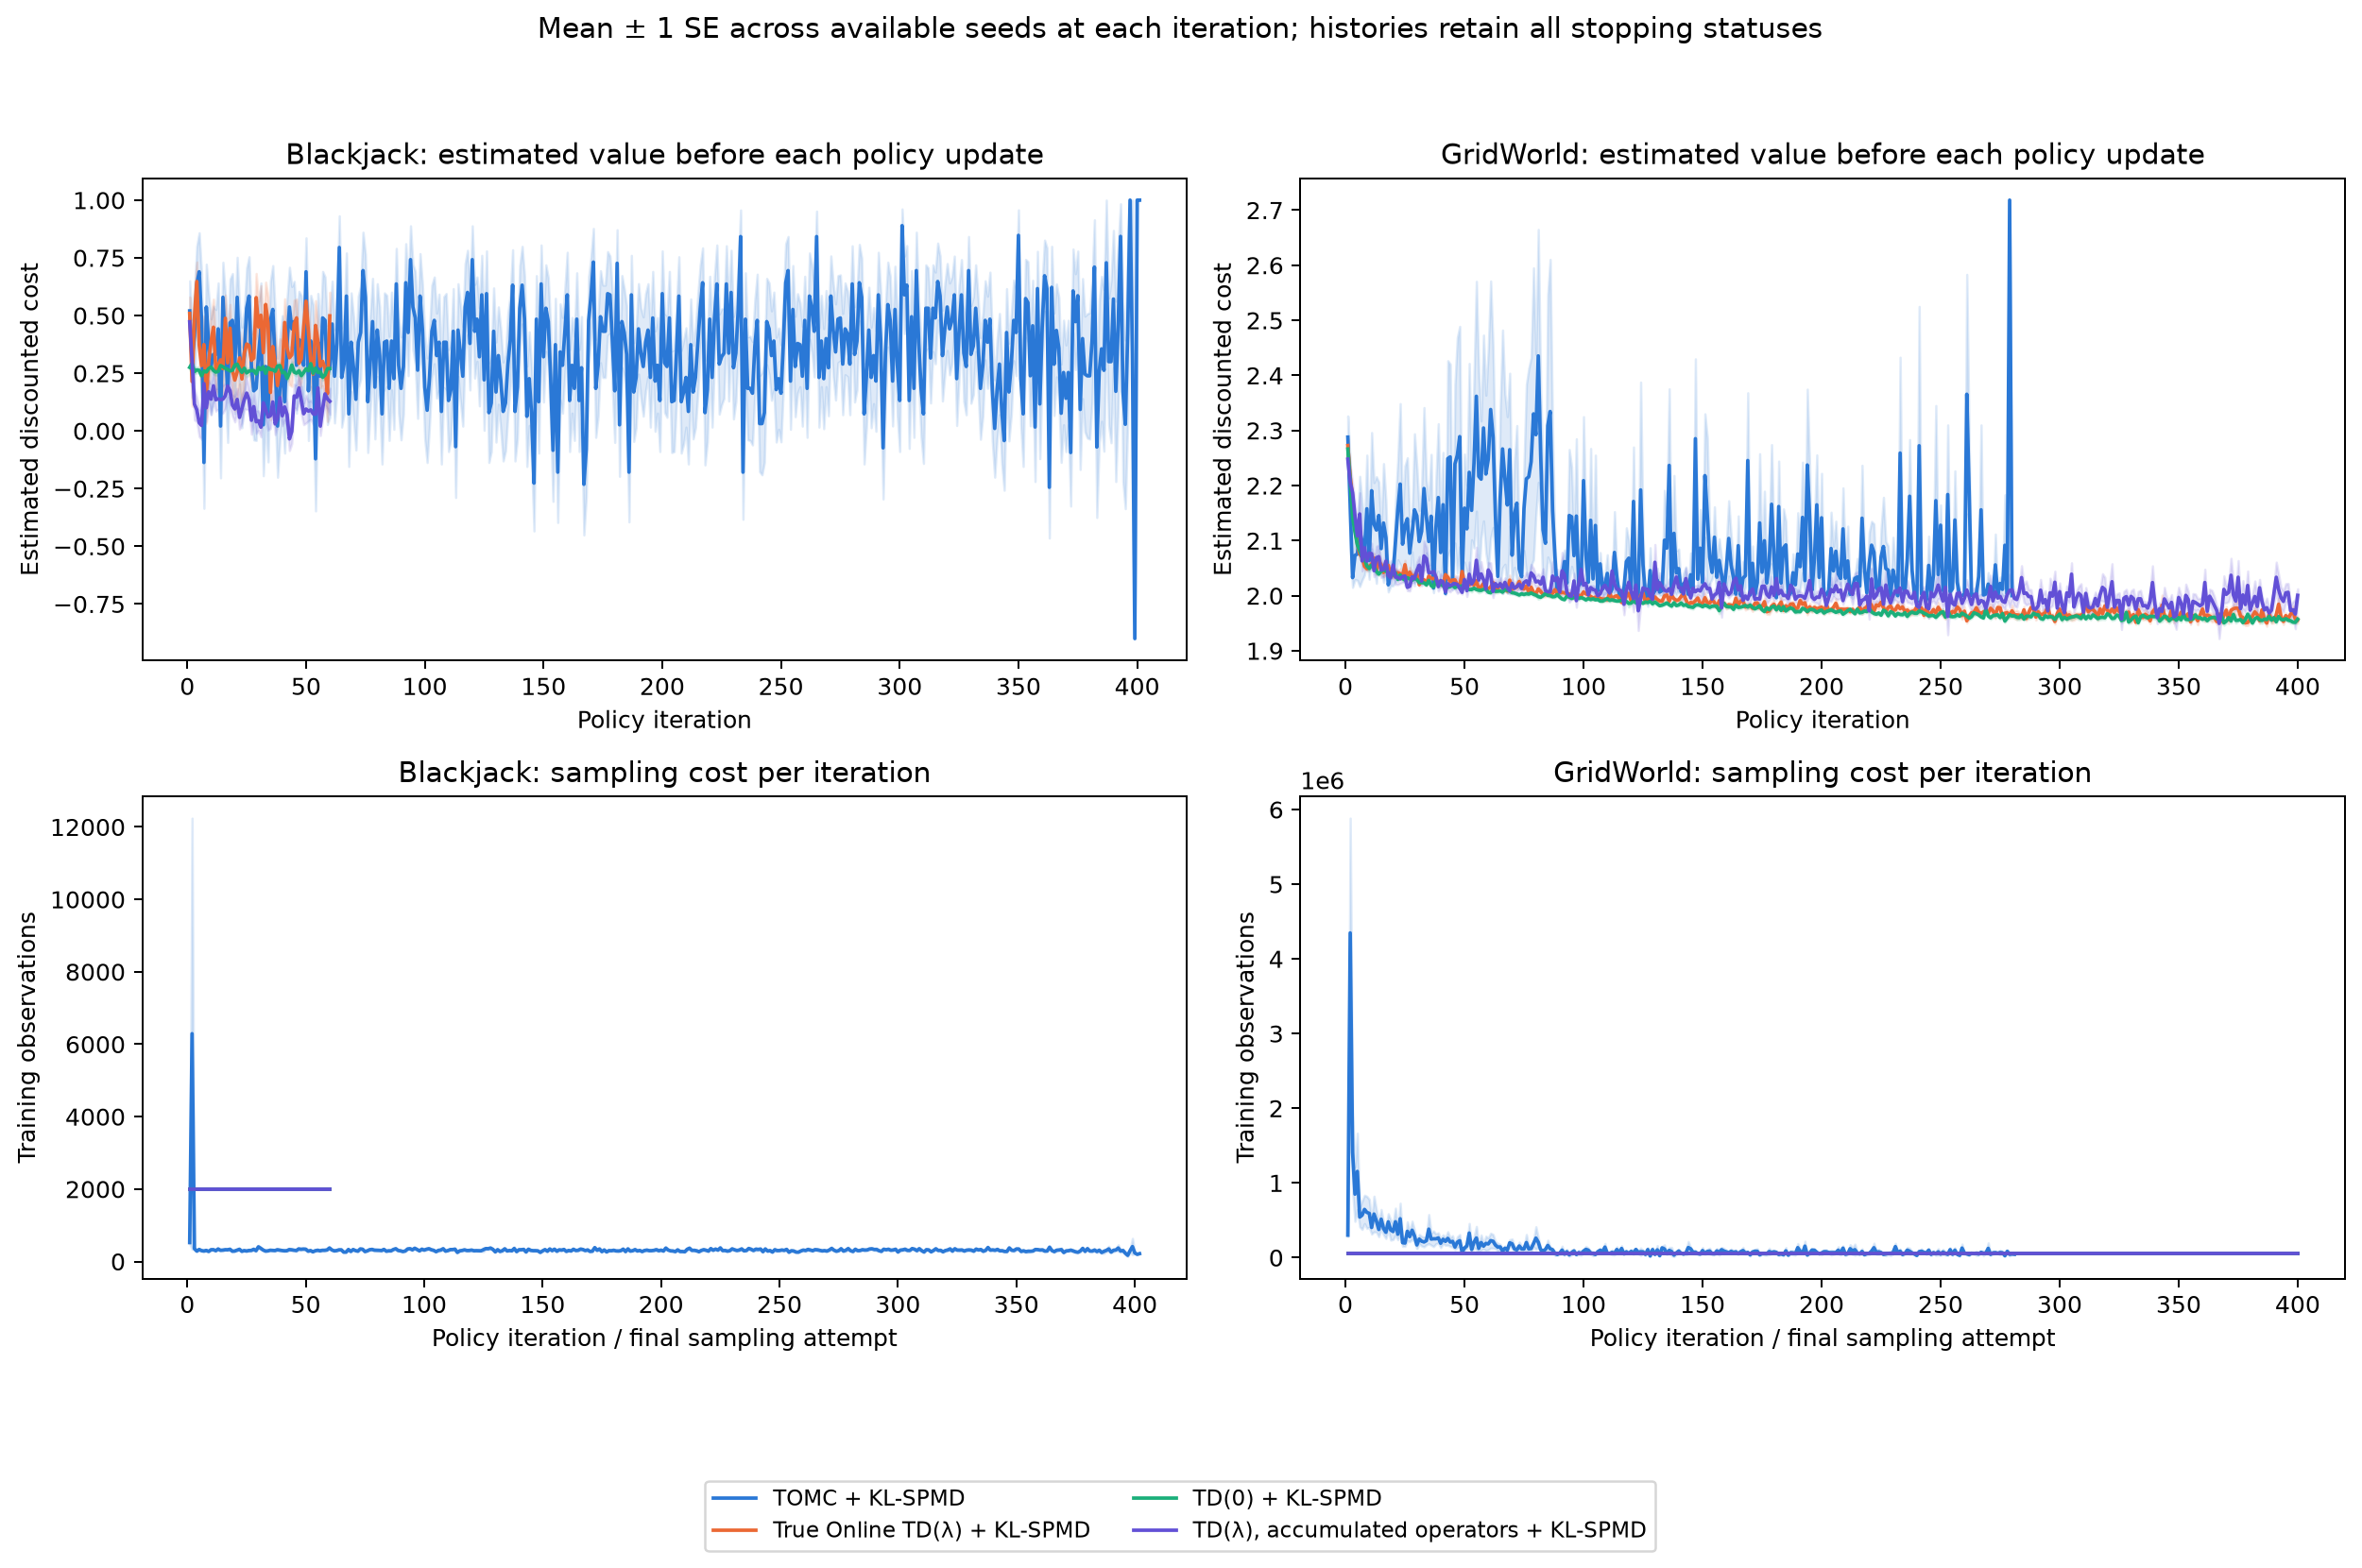 Mean ± 1 SE across available seeds at each iteration; histories retain all stopping statuses
Blackjack: estimated value before each policy update
Estimated discounted cost
1.00
0.75
0.50
0.25
0.00
−0.25
−0.50
−0.75
0 50 100 150 200 250 300 350 400
Policy iteration
GridWorld: estimated value before each policy update
Estimated discounted cost
2.7
2.6
2.5
2.4
2.3
2.2
2.1
2.0
1.9
0 50 100 150 200 250 300 350 400
Policy iteration
Blackjack: sampling cost per iteration
Training observations
12000
10000
8000
6000
4000
2000
0
0 50 100 150 200 250 300 350 400
Policy iteration / final sampling attempt
GridWorld: sampling cost per iteration
1e6
Training observations
6
5
4
3
2
1
0
0 50 100 150 200 250 300 350 400
Policy iteration / final sampling attempt
TOMC + KL-SPMD
True Online TD(λ) + KL-SPMD
TD(0) + KL-SPMD
TD(λ), accumulated operators + KL-SPMD